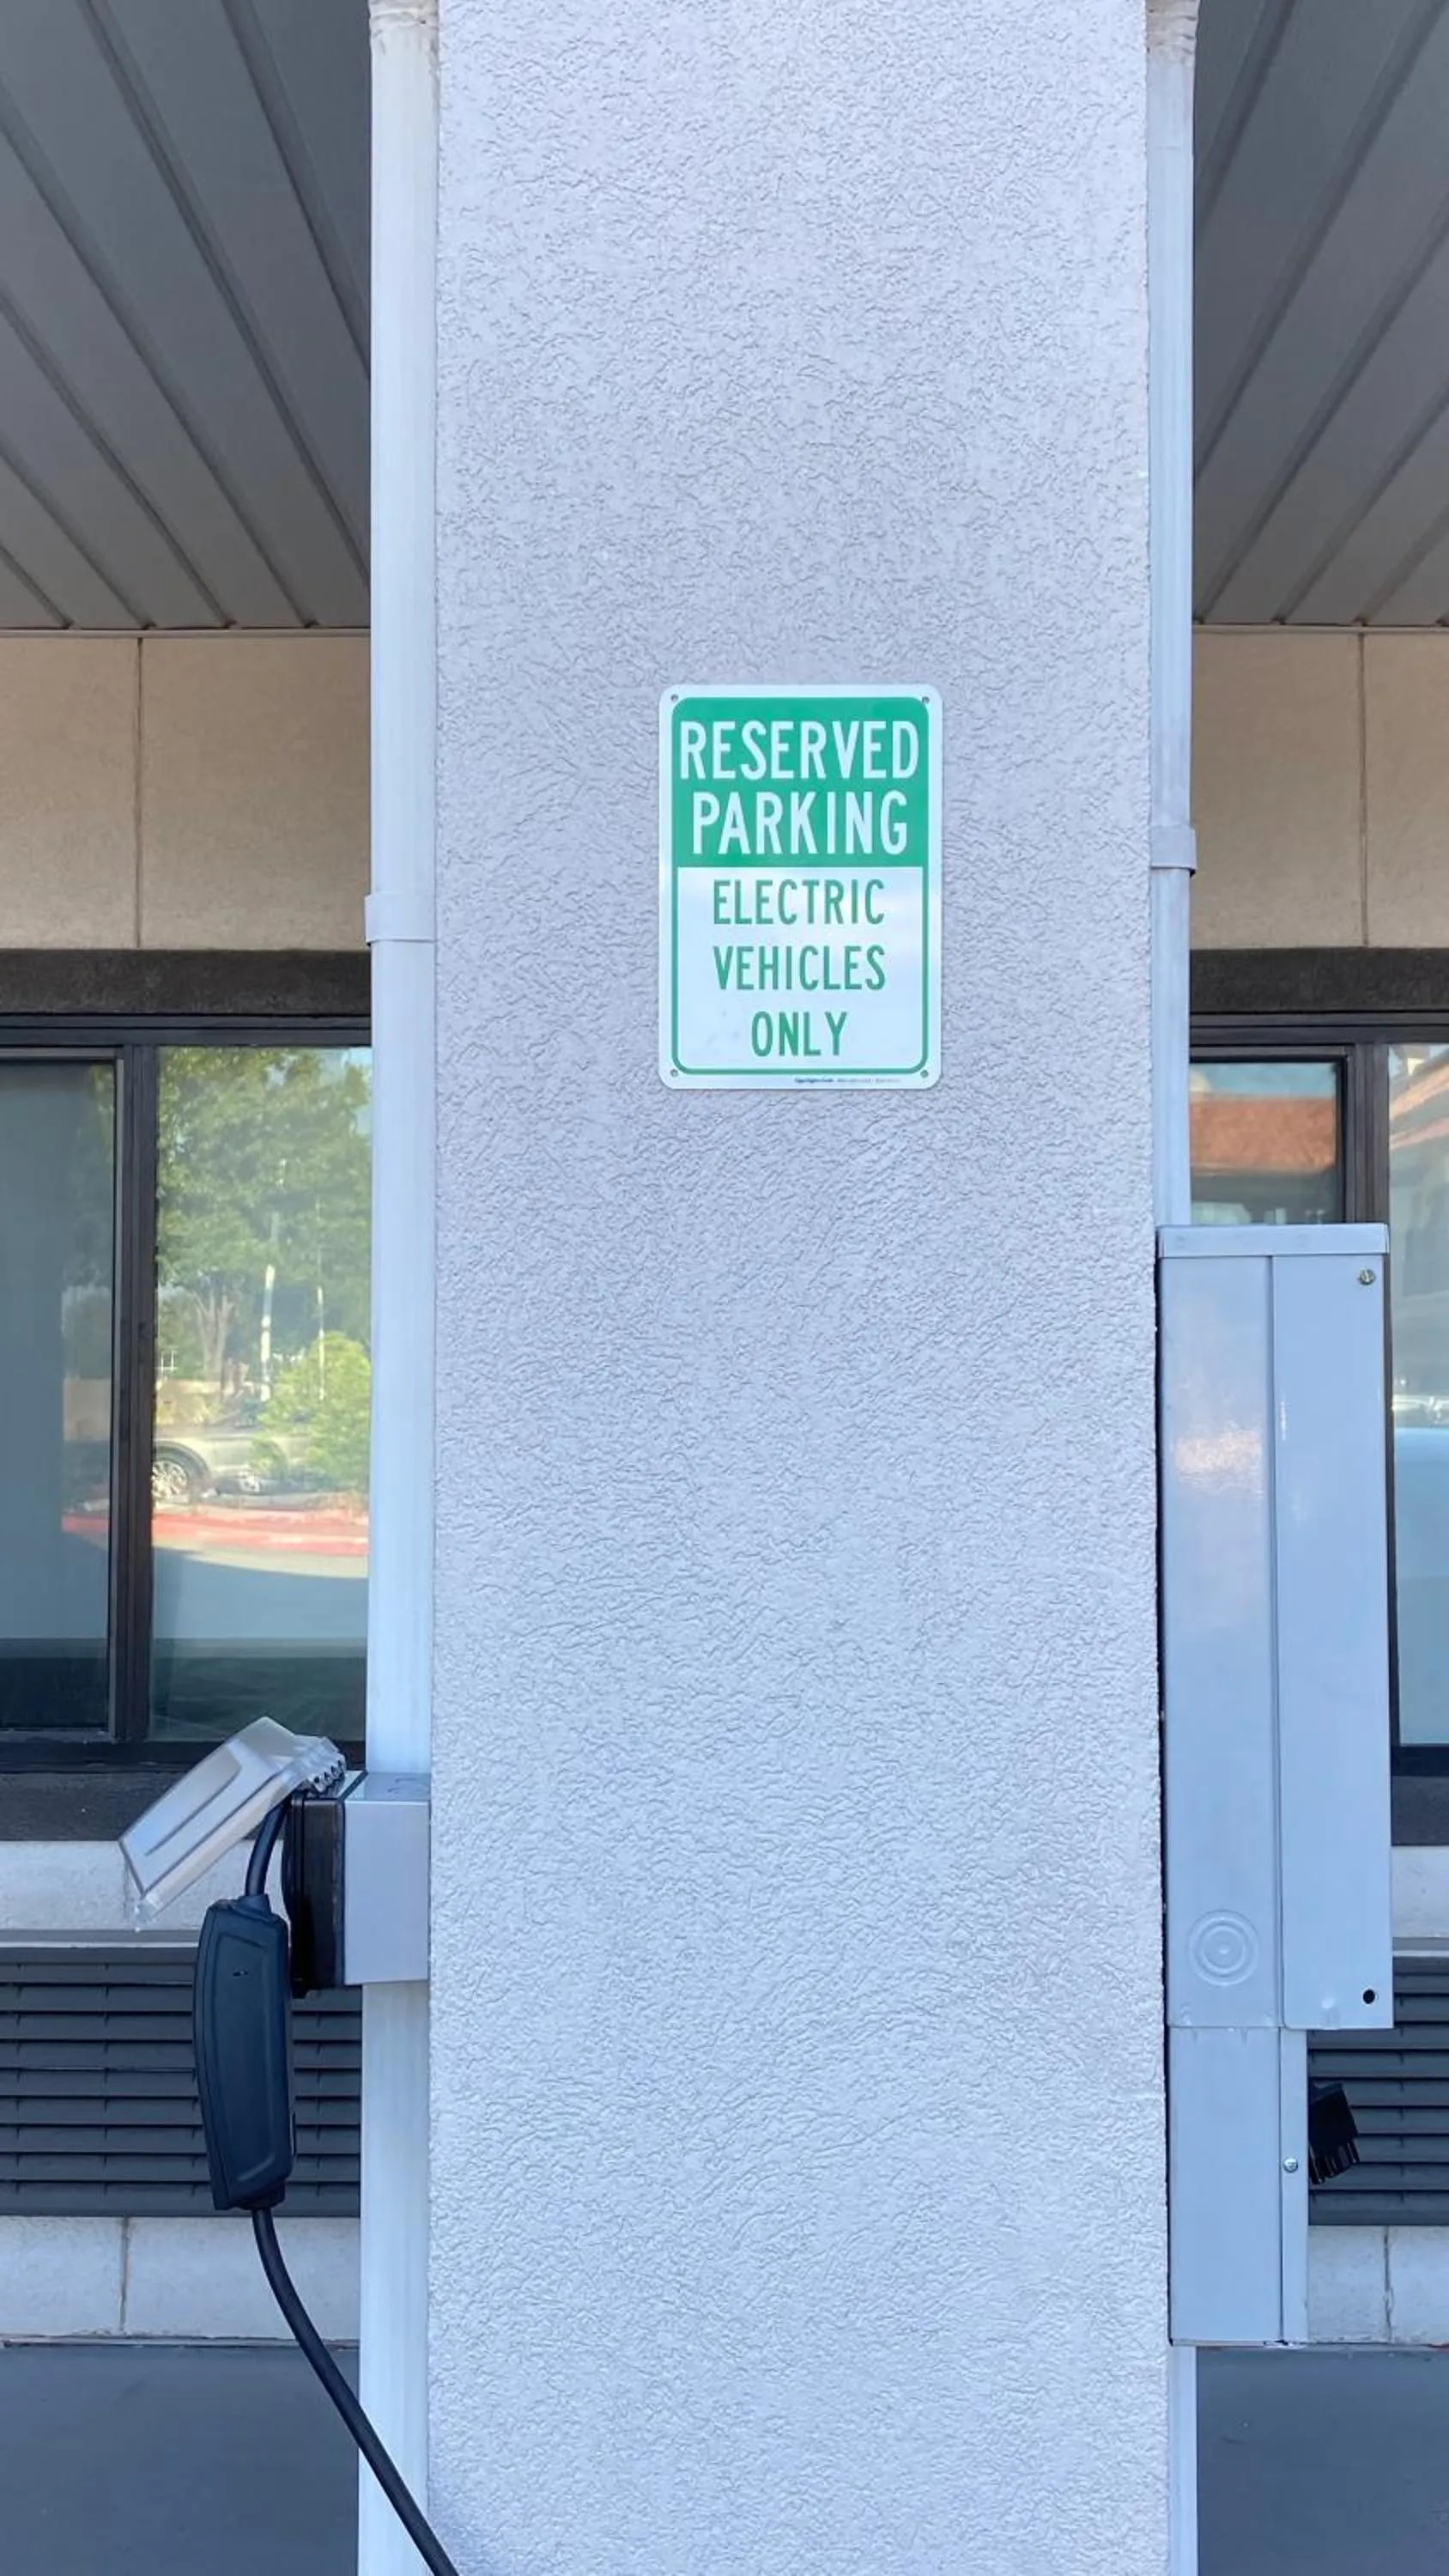 RESERVED
PARKING
ELECTRIC
VEHICLES
ONLY